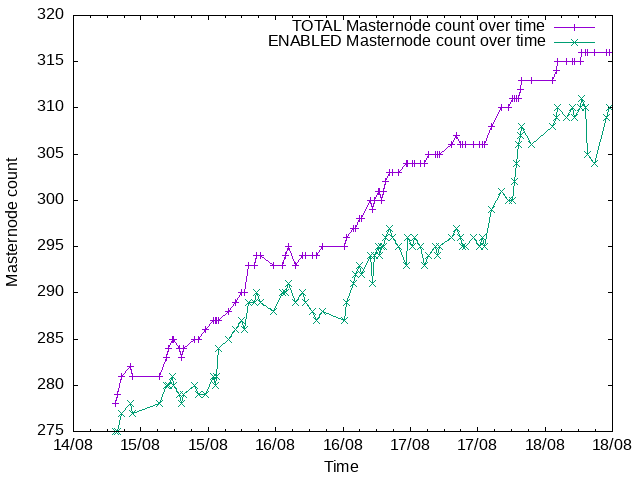 320
315
310
305
300
295
290
285
280
275
TOTAL Masternode count over time
ENABLED Masternode count over time
Masternode count
14/08 15/08 15/08 16/08 16/08 17/08 17/08 18/08 18/08
Time